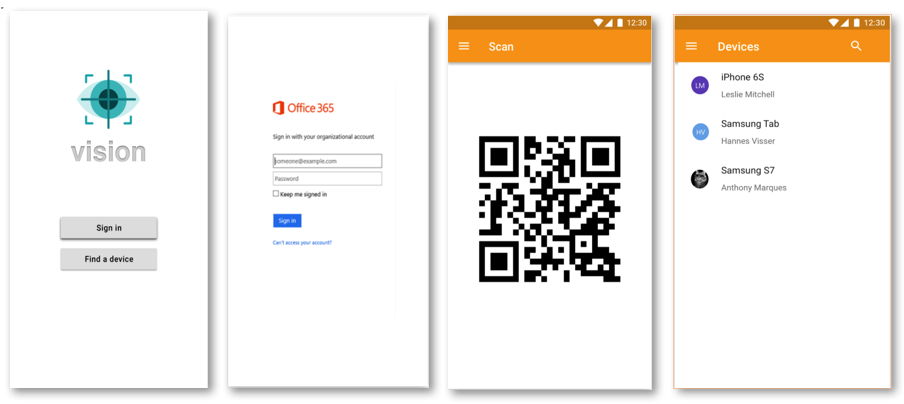 vision
Sign in
Find a device
Office 365
Sign in with your organizational account
someone@example.com
Password
Keep me signed in
Sign in
Can't access your account?
12:30
Scan
12:30
Devices
LM
iPhone 6S
Leslie Mitchell
HV
Samsung Tab
Hannes Visser
Samsung S7
Anthony Marques